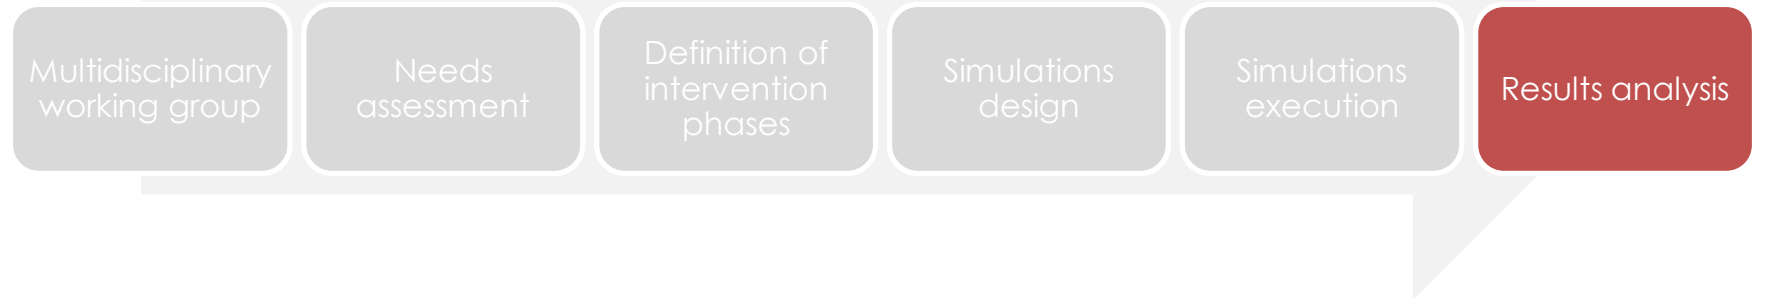 Multidisciplinary
working group
Needs
assessment
Definition of
intervention
phases
Simulations
design
Simulations
execution
Results analysis